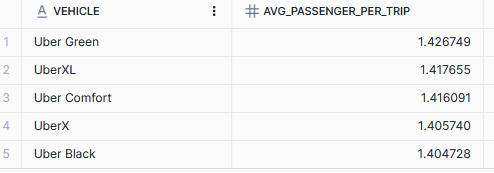 VEHICLE AVG_PASSENGER_PER_TRIP
1 Uber Green 1.426749
2 UberXL 1.417655
3 Uber Comfort 1.416091
4 UberX 1.405740
5 Uber Black 1.404728